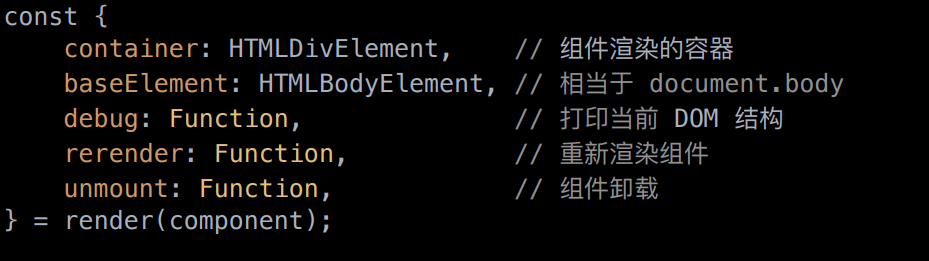 const {
    container: HTMLDivElement,    // 组件渲染的容器
    baseElement: HTMLBodyElement, // 相当于 document.body
    debug: Function,              // 打印当前 DOM 结构
    rerender: Function,           // 重新渲染组件
    unmount: Function,            // 组件卸载
} = render(component);